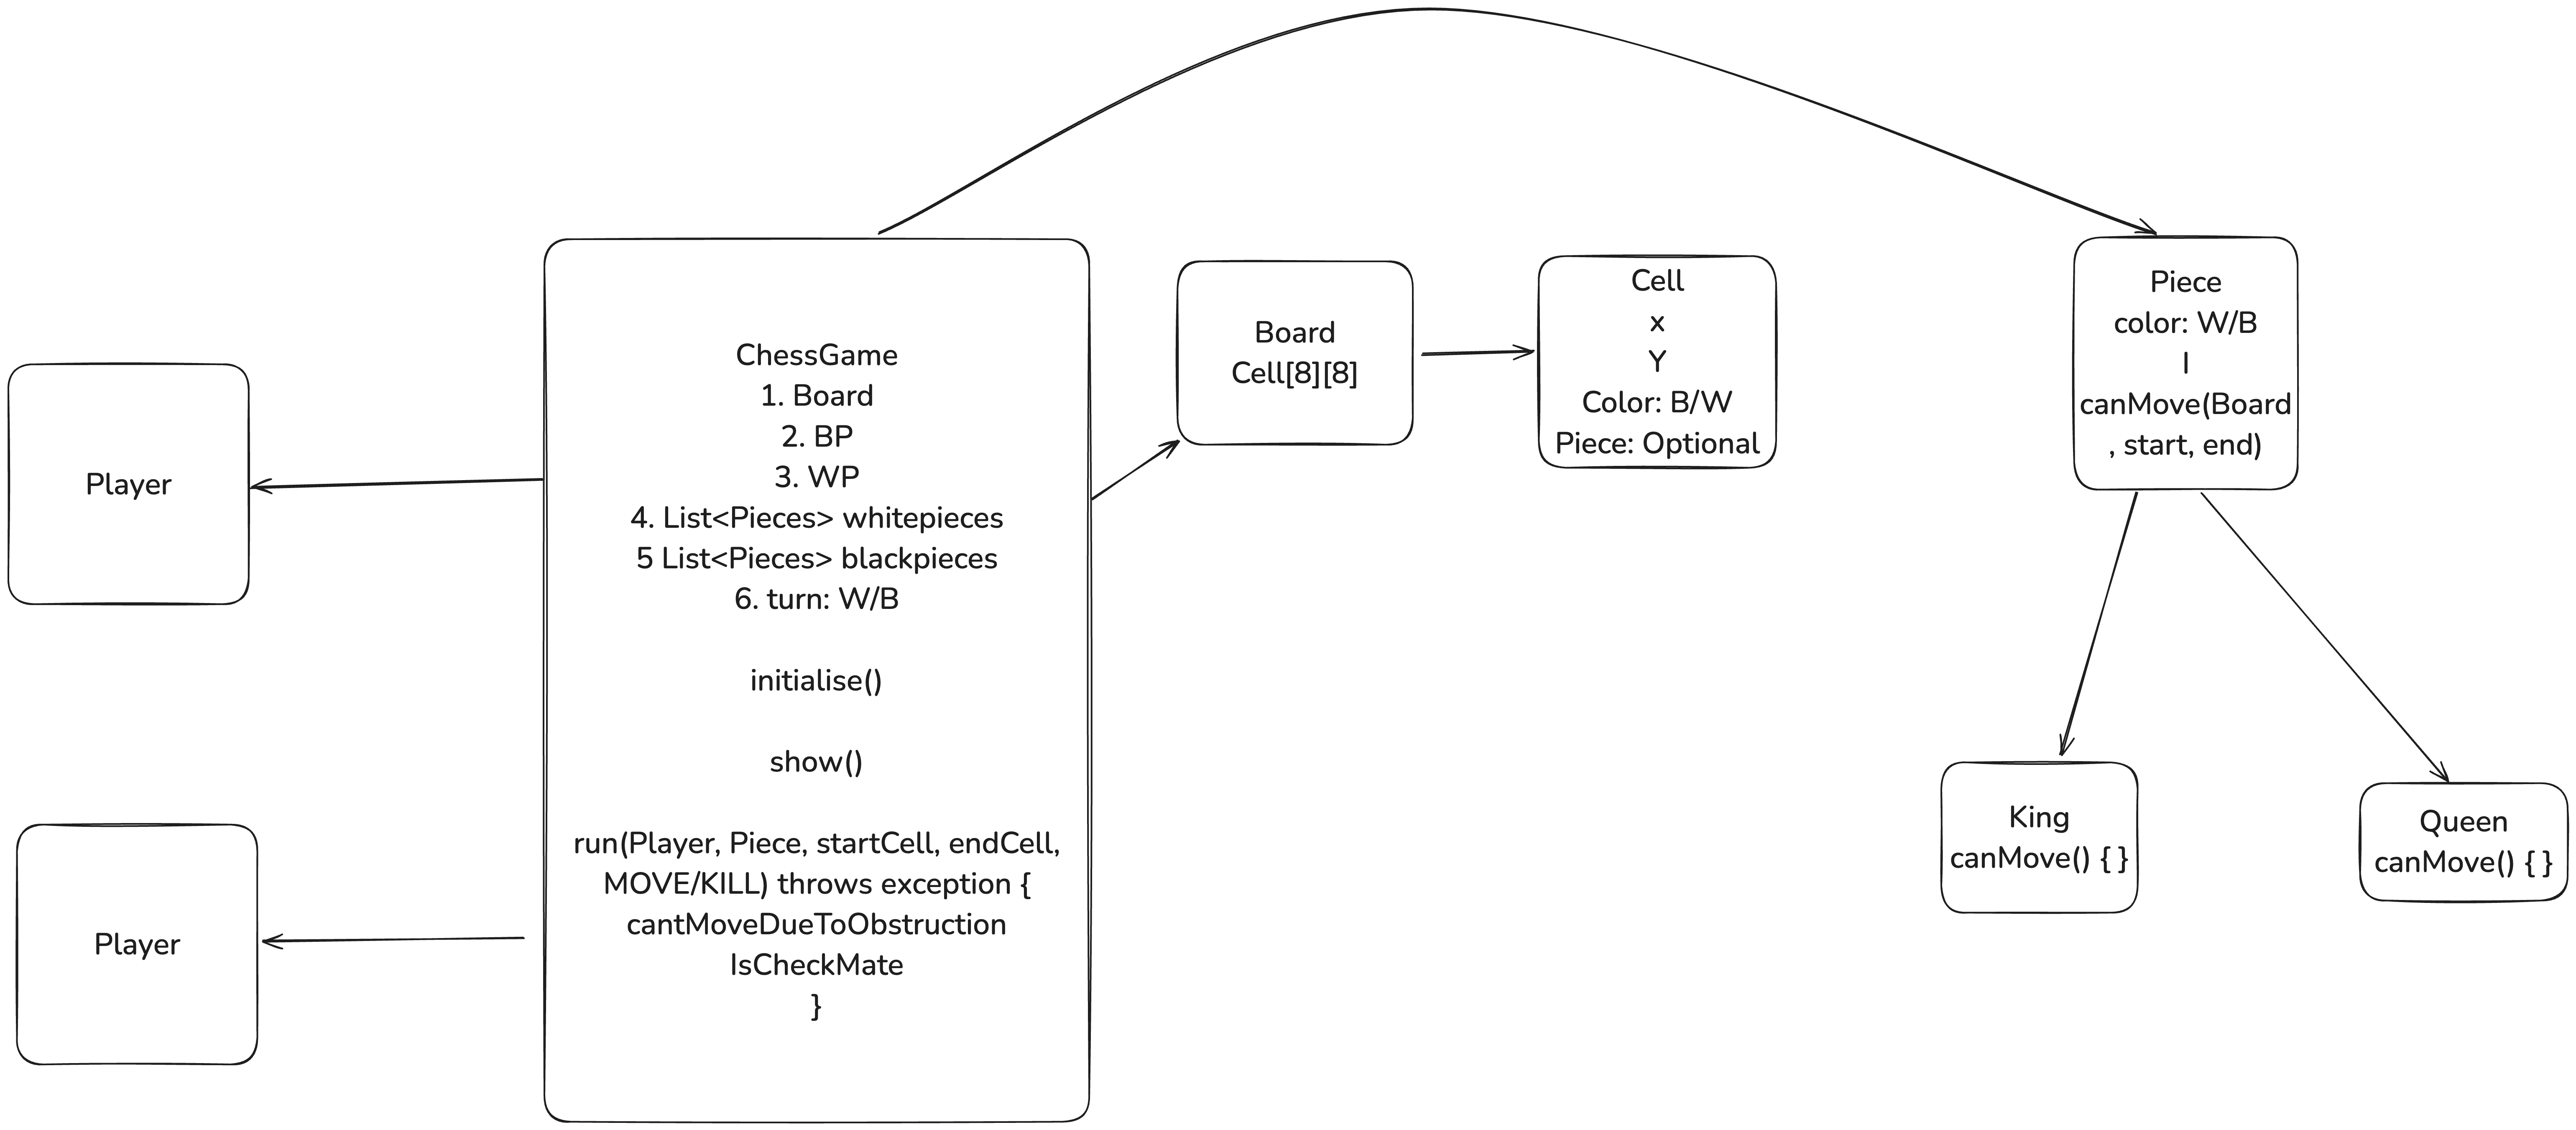 Player
Player
ChessGame
1. Board
2. BP
3. WP
4. List<Pieces> whitepieces
5 List<Pieces> blackpieces
6. turn: W/B
initialise()
show()
run(Player, Piece, startCell, endCell,
MOVE/KILL) throws exception {
cantMoveDueToObstruction
IsCheckMate
}
Board
Cell[8][8]
Cell
x
Y
Color: B/W
Piece: Optional
Piece
color: W/B
|
canMove(Board
, start, end)
King
canMove() { }
Queen
canMove() { }